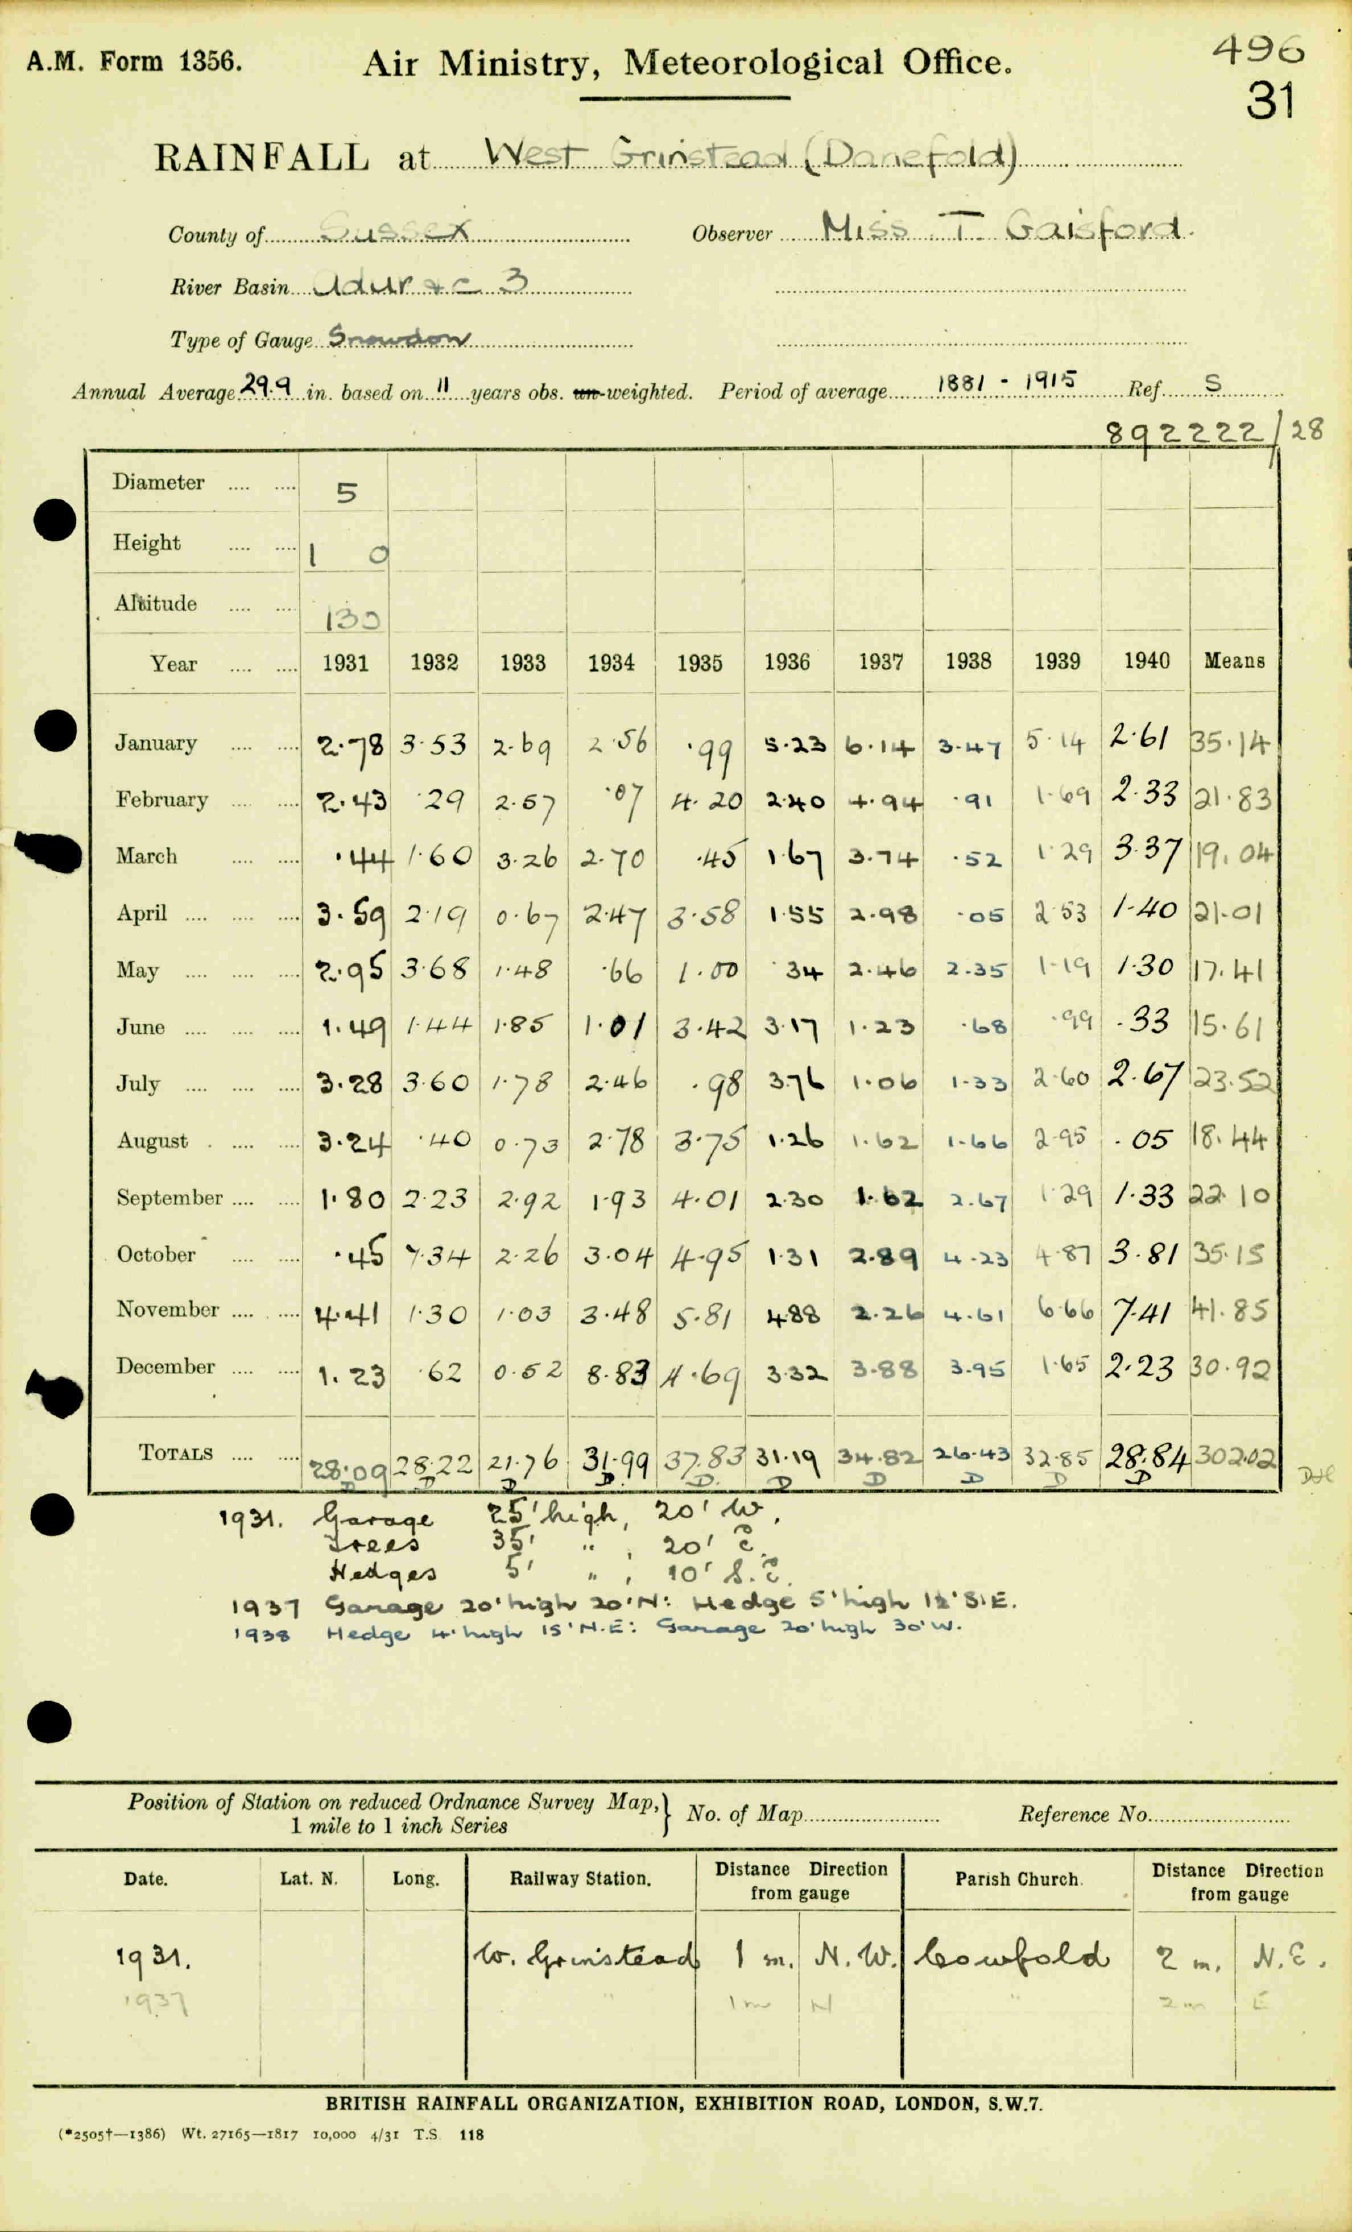 A.M. Form 1356. Air Ministry, Meteorological Office. 496
31
RAINFALL at West Grinstead (Danefold)
County of Sussex Observer Miss T. Gaisford.
River Basin Adur &c 3
Type of Gauge Snowdon
Annual Average 29.9 in. based on 11 years obs. un-weighted. Period of average 1881 - 1915 Ref. S
892222/28
Diameter 5
Height 1 0
Altitude 130
Year 1931 1932 1933 1934 1935 1936 1937 1938 1939 1940 Means
January 2.78 3.53 2.69 2.56 .99 5.23 6.14 3.47 5.14 2.61 35.14
February 2.43 .29 2.57 .07 4.20 2.40 4.94 .91 1.69 2.33 21.83
March .44 1.60 3.26 2.70 .45 1.67 3.74 .52 1.29 3.37 19.04
April 3.59 2.19 0.67 2.47 3.58 1.55 2.98 .05 2.53 1.40 21.01
May 2.95 3.68 1.48 .66 1.00 .34 2.46 2.35 1.19 1.30 17.41
June 1.49 1.44 1.85 1.01 3.42 3.17 1.23 .68 .99 .33 15.61
July 3.28 3.60 1.78 2.46 .98 3.76 1.06 1.33 2.60 2.67 23.52
August 3.24 .40 0.73 2.78 3.75 1.26 1.62 1.66 2.95 .05 18.44
September 1.80 2.23 2.92 1.93 4.01 2.30 1.62 2.67 1.29 1.33 22.10
October .45 7.34 2.26 3.04 4.95 1.31 2.89 4.23 4.87 3.81 35.15
November 4.41 1.30 1.03 3.48 5.81 4.88 2.26 4.61 6.66 7.41 41.85
December 1.23 .62 0.52 8.83 4.69 3.32 3.88 3.95 1.65 2.23 30.92
TOTALS 28.09 28.22 21.76 31.99 37.83 31.19 34.82 26.43 32.85 28.84 302.02
D D D D D D D D D D
1931. Garage 25' high, 20' W.
Trees 35' " , 20' E.
Hedges 5' " , 10' S.E.
1937 Garage 20' high 20' N: Hedge 5' high 1½' S.E.
1938 Hedge 4' high 15' N.E: Garage 20' high 30' W.
Position of Station on reduced Ordnance Survey Map, 1 mile to 1 inch Series } No. of Map Reference No.
Date. Lat. N. Long. Railway Station. Distance Direction from gauge Parish Church. Distance Direction from gauge
1931. W. Grinstead 1 m. N.W. Cowfold 2 m. N.E.
1937 " 1 m N " 2 m E
BRITISH RAINFALL ORGANIZATION, EXHIBITION ROAD, LONDON, S.W.7.
(*2505†—1386) Wt. 27165—1817 10,000 4/31 T.S. 118